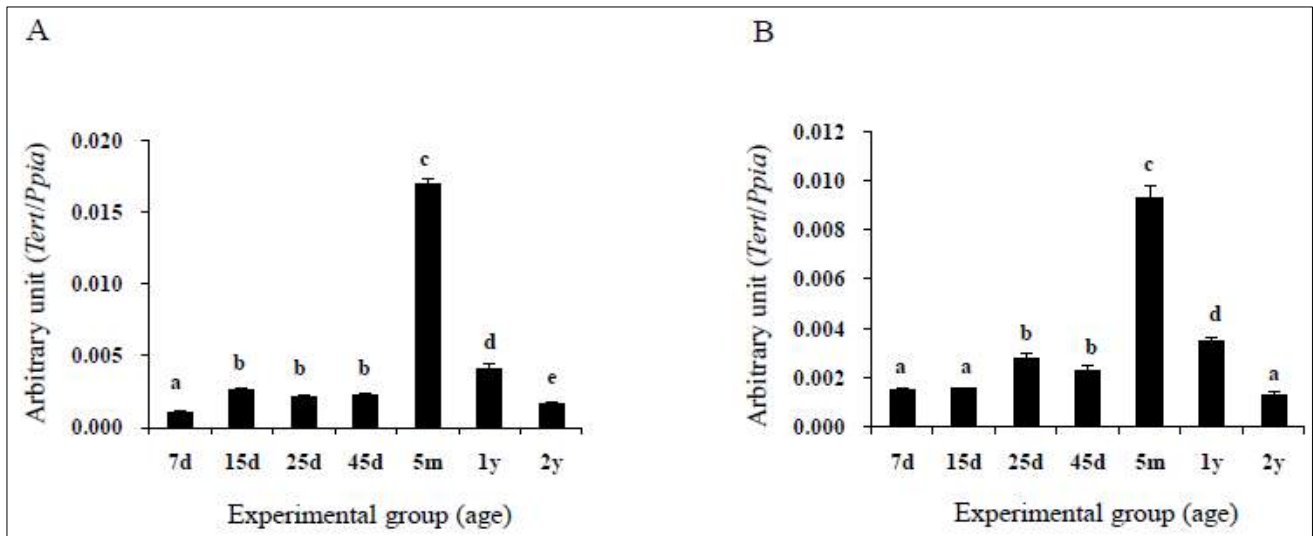 A
Arbitrary unit (Tert/Ppia)
0.020
0.015
0.010
0.005
0.000
a
b
b
b
c
d
e
7d 15d 25d 45d 5m 1y 2y
Experimental group (age)
B
Arbitrary unit (Tert/Ppia)
0.012
0.010
0.008
0.006
0.004
0.002
0.000
a
a
b
b
c
d
a
7d 15d 25d 45d 5m 1y 2y
Experimental group (age)